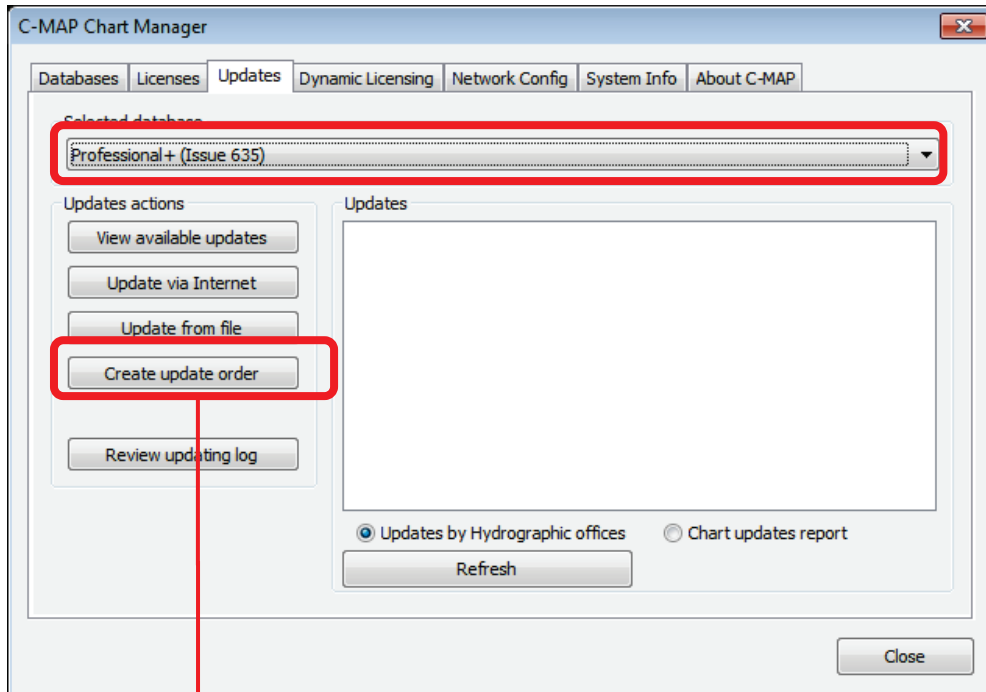 C-MAP Chart Manager
Databases Licenses Updates Dynamic Licensing Network Config System Info About C-MAP
Selected database
Professional+ (Issue 635)
Updates actions
Updates
View available updates
Update via Internet
Update from file
Create update order
Review updating log
Updates by Hydrographic offices
Chart updates report
Refresh
Close